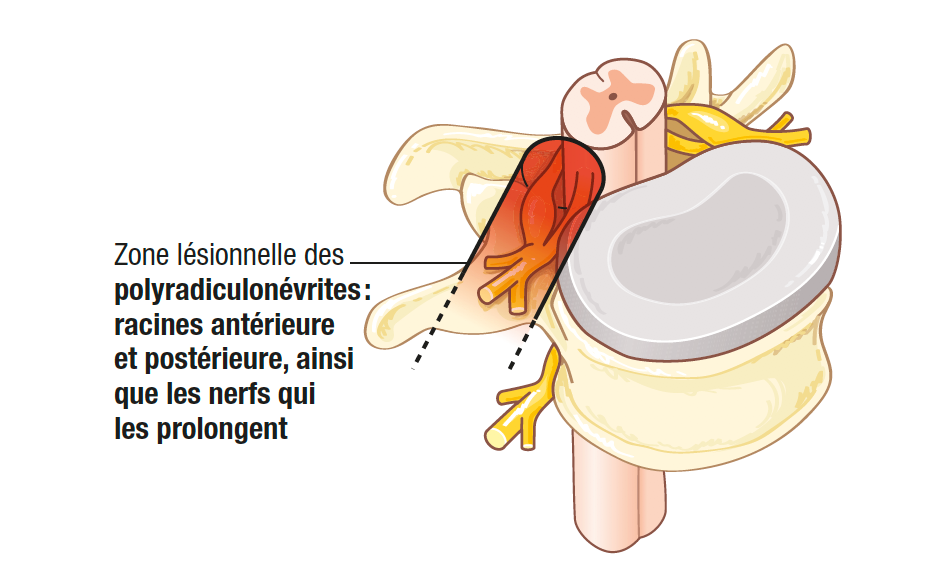 Zone lésionnelle des
polyradiculonévrites :
racines antérieure
et postérieure, ainsi
que les nerfs qui
les prolongent